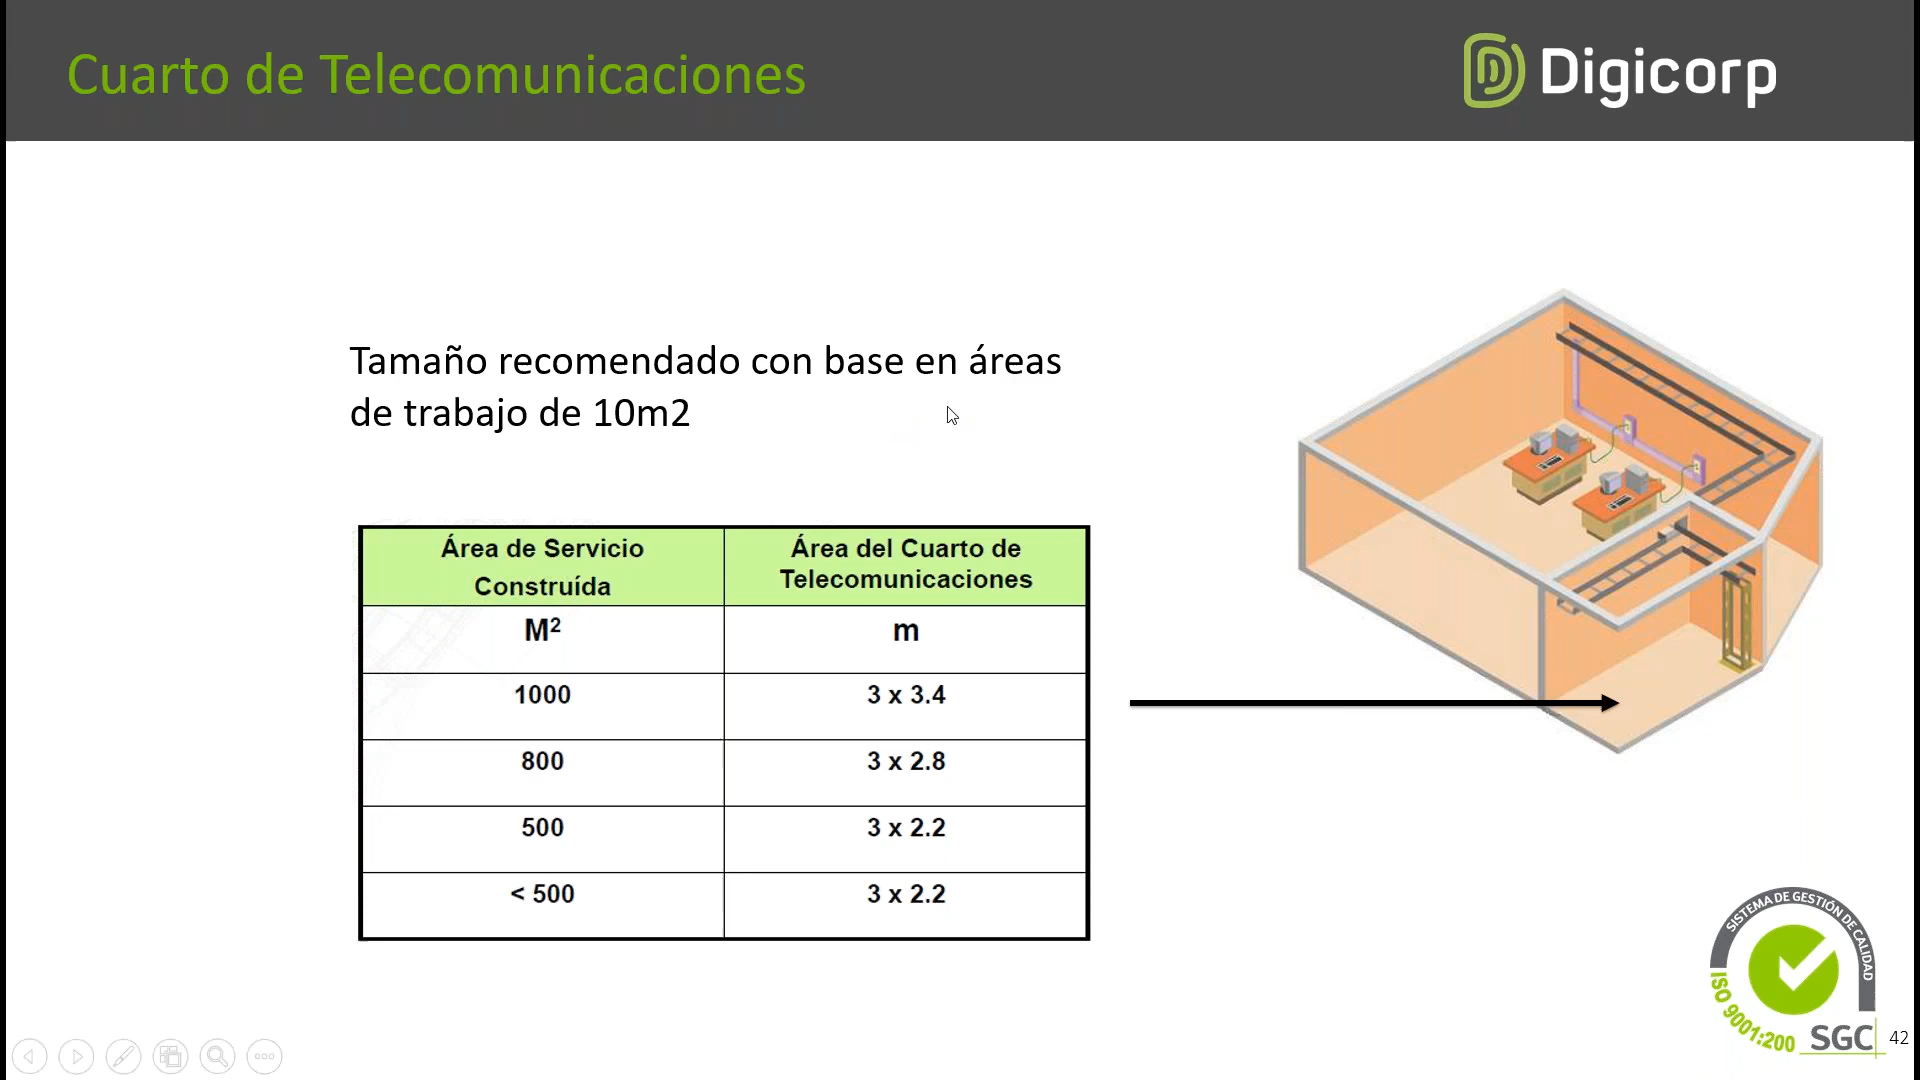 Cuarto de Telecomunicaciones
Digicorp
Tamaño recomendado con base en áreas
de trabajo de 10m2
Área de Servicio
Construída
Área del Cuarto de
Telecomunicaciones
M²
m
1000
3 x 3.4
800
3 x 2.8
500
3 x 2.2
< 500
3 x 2.2
SISTEMA DE GESTIÓN DE CALIDAD
ISO 9001:200
SGC
42